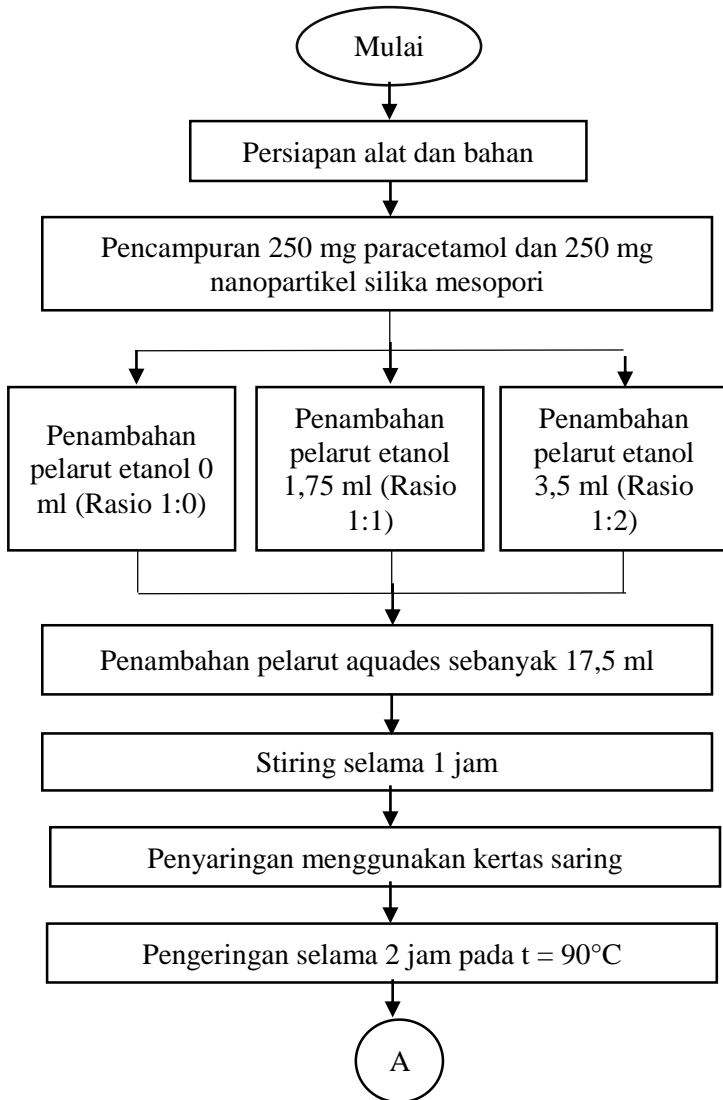 Mulai
Persiapan alat dan bahan
Pencampuran 250 mg paracetamol dan 250 mg
nanopartikel silika mesopori
Penambahan
pelarut etanol 0
ml (Rasio 1:0)
Penambahan
pelarut etanol
1,75 ml (Rasio
1:1)
Penambahan
pelarut etanol
3,5 ml (Rasio
1:2)
Penambahan pelarut aquades sebanyak 17,5 ml
Stiring selama 1 jam
Penyaringan menggunakan kertas saring
Pengeringan selama 2 jam pada t = 90°C
A